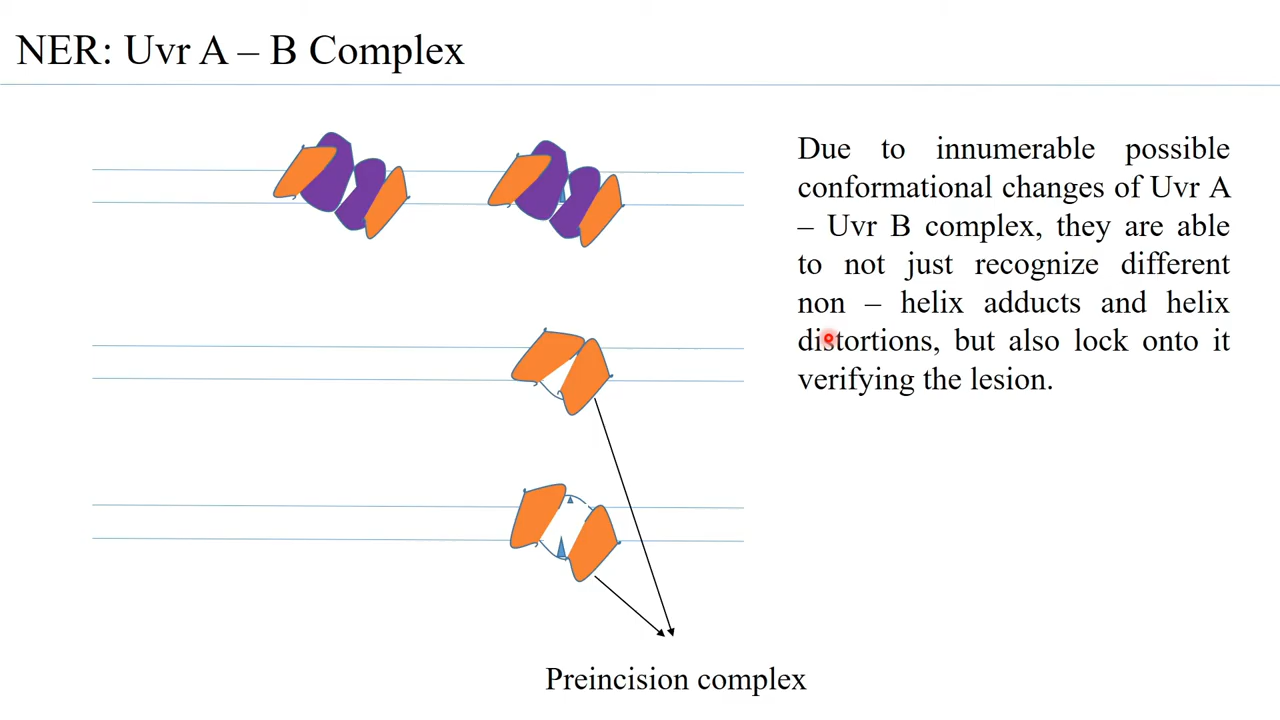 NER: Uvr A – B Complex
Due to innumerable possible
conformational changes of Uvr A
– Uvr B complex, they are able
to not just recognize different
non – helix adducts and helix
distortions, but also lock onto it
verifying the lesion.
Preincision complex